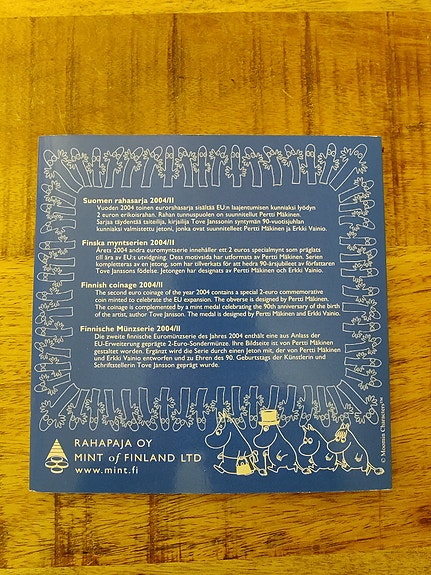 Suomen rahasarja 2004/II
Vuoden 2004 toinen eurorahasarja sisältää EU:n laajentumisen kunniaksi lyödyn
2 euron erikoisrahan. Rahan tunnuspuolen on suunnitellut Pertti Mäkinen.
Sarjaa täydentää taiteilija, kirjailija Tove Janssonin syntymän 90-vuotisjuhlan
kunniaksi valmistettu jetoni, jonka ovat suunnitelleet Pertti Mäkinen ja Erkki Vainio.
Finska myntserien 2004/II
Årets 2004 andra euromyntserie innehåller ett 2 euros specialmynt som präglats
till ära av EU:s utvidgning. Dess motivsida har utformats av Pertti Mäkinen. Serien
kompletteras av en jetong, som har tillverkats för att hedra 90-årsjubileet av författaren
Tove Janssons födelse. Jetongen har designats av Pertti Mäkinen och Erkki Vainio.
Finnish coinage 2004/II
The second euro coinage of the year 2004 contains a special 2-euro commemorative
coin minted to celebrate the EU expansion. The obverse is designed by Pertti Mäkinen.
The coinage is complemented by a mint medal celebrating the 90th anniversary of the birth
of the artist, author Tove Jansson. The medal is designed by Pertti Mäkinen and Erkki Vainio.
Finnische Münzserie 2004/II
Die zweite finnische Euromünzserie des Jahres 2004 enthält eine aus Anlass der
EU-Erweiterung geprägte 2-Euro-Sondermünze. Ihre Bildseite ist von Pertti Mäkinen
gestaltet worden. Ergänzt wird die Serie durch einen Jeton mit, der von Pertti Mäkinen
und Erkki Vainio entworfen und zu Ehren des 90. Geburtstags der Künstlerin und
Schriftstellerin Tove Jansson geprägt wurde.
RAHAPAJA OY
MINT of FINLAND LTD
www.mint.fi
© Moomin Characters™